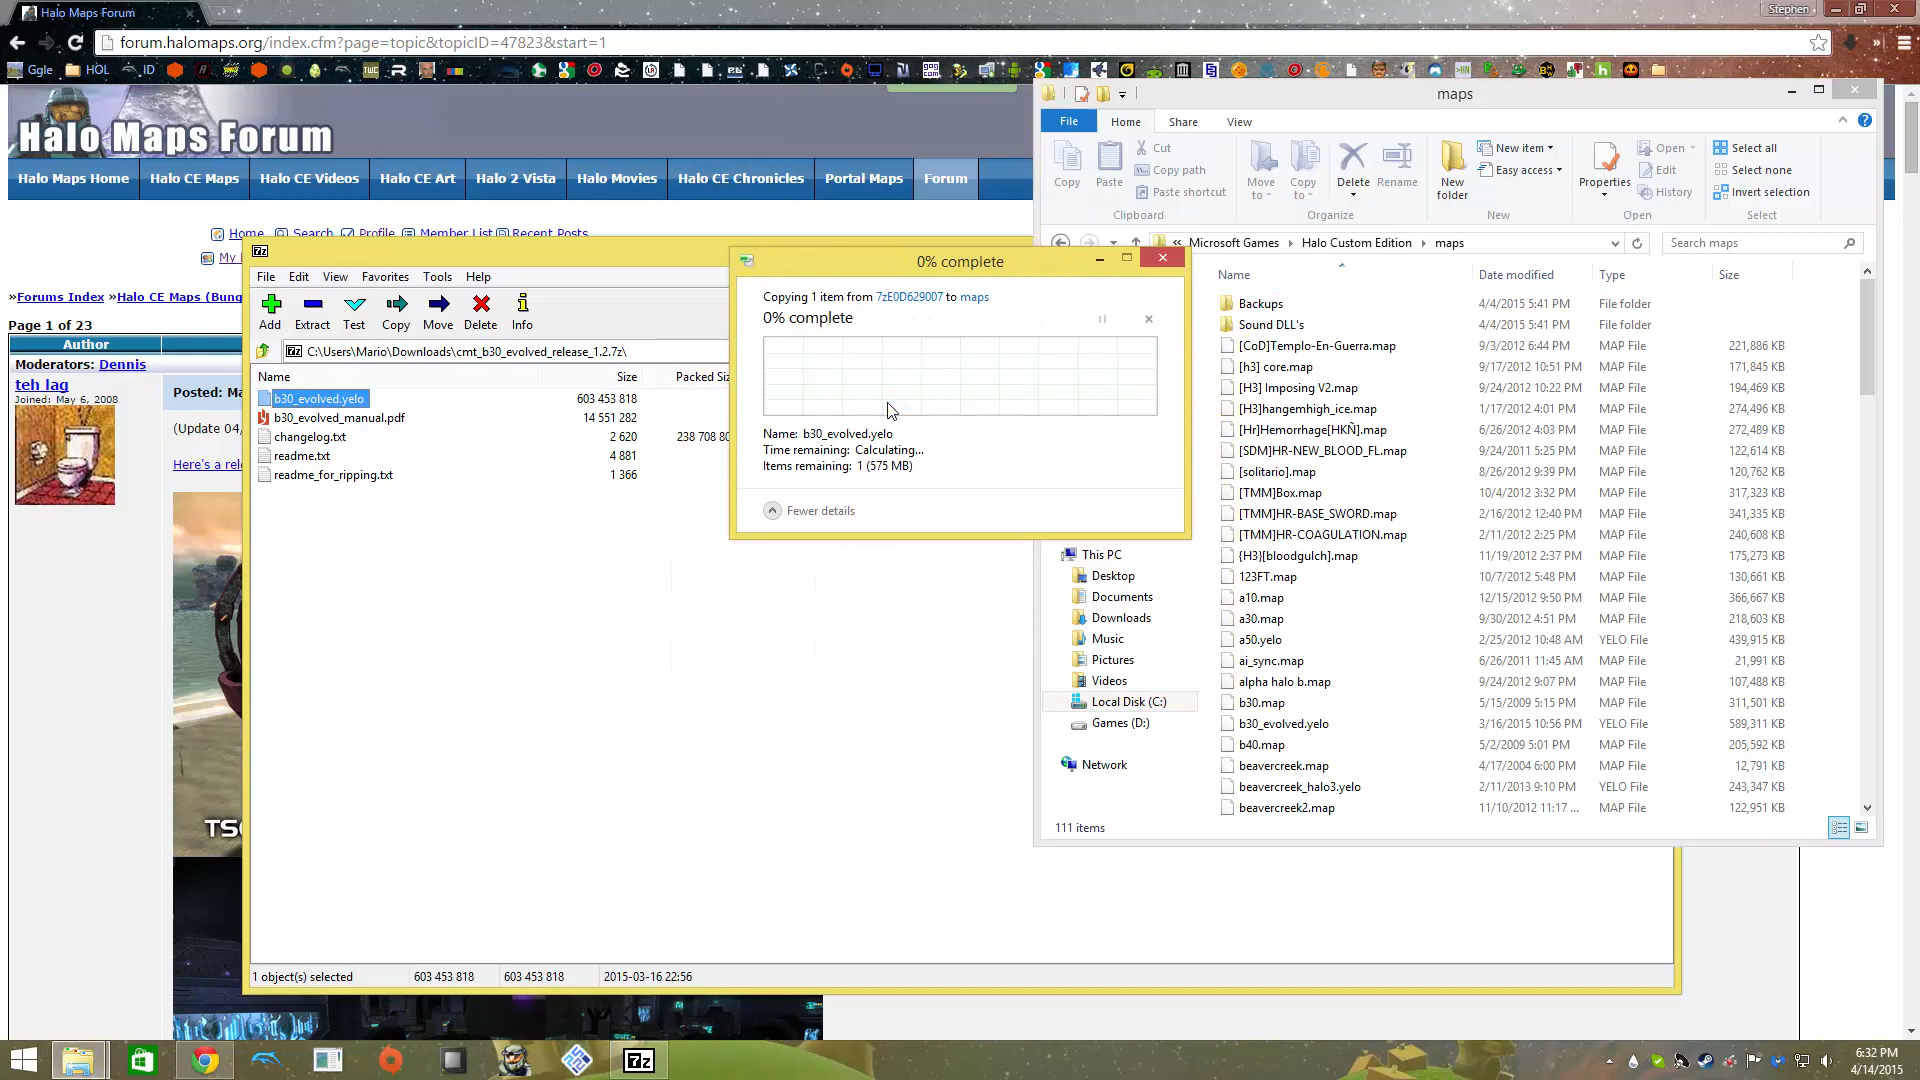 Halo Maps Forum
Stephen
forum.halomaps.org/index.cfm?page=topic&topicID=47823&start=1
Ggle
HOL
ID
Halo Maps Forum
Halo Maps Home
Halo CE Maps
Halo CE Videos
Halo CE Art
Halo 2 Vista
Halo Movies
Halo CE Chronicles
Portal Maps
Forum
Home
Search
Profile
Member List
Recent Posts
»Forums Index »Halo CE Maps (Bung
Page 1 of 23
Author
Moderators: Dennis
teh lag
Joined: May 6, 2008
(Update 04/
File Edit View Favorites Tools Help
Add Extract Test Copy Move Delete Info
C:\Users\Mario\Downloads\cmt_b30_evolved_release_1.2.7z\
Name Size
b30_evolved.yelo 603 453 818
b30_evolved_manual.pdf 14 551 282
changelog.txt 2 620
readme.txt 4 881
readme_for_ripping.txt 1 366
1 object(s) selected 603 453 818 603 453 818 2015-03-16 22:56
0% complete
Copying 1 item from 7zE0D629007 to maps
0% complete
Name: b30_evolved.yelo
Time remaining: Calculating...
Items remaining: 1 (575 MB)
Fewer details
maps
File Home Share View
Copy
Paste
Cut
Copy path
Paste shortcut
Clipboard
Move to
Copy to
Delete
Rename
Organize
New folder
New item
Easy access
New
Properties
Open
Edit
History
Open
Select all
Select none
Invert selection
Select
« Microsoft Games Halo Custom Edition maps
Search maps
Name Date modified Type Size
Backups 4/4/2015 5:41 PM File folder
Sound DLL's 4/4/2015 5:41 PM File folder
[CoD]Templo-En-Guerra.map 9/3/2012 6:44 PM MAP File 221,886 KB
[h3] core.map 9/17/2012 10:51 PM MAP File 171,845 KB
[H3] Imposing V2.map 9/24/2012 10:22 PM MAP File 194,469 KB
[H3]hangemhigh_ice.map 1/17/2012 4:01 PM MAP File 274,496 KB
[Hr]Hemorrhage[HKÑ].map 6/26/2012 4:03 PM MAP File 272,489 KB
[SDM]HR-NEW_BLOOD_FL.map 9/24/2011 5:25 PM MAP File 122,614 KB
[solitario].map 8/26/2012 9:39 PM MAP File 120,762 KB
[TMM]Box.map 10/4/2012 3:32 PM MAP File 317,323 KB
[TMM]HR-BASE_SWORD.map 2/16/2012 12:40 PM MAP File 341,335 KB
[TMM]HR-COAGULATION.map 2/11/2012 2:25 PM MAP File 240,608 KB
{H3}[bloodgulch].map 11/19/2012 2:37 PM MAP File 175,273 KB
123FT.map 10/7/2012 5:48 PM MAP File 130,661 KB
a10.map 12/15/2012 9:50 PM MAP File 366,667 KB
a30.map 9/30/2012 4:51 PM MAP File 218,603 KB
a50.yelo 2/25/2012 10:48 AM YELO File 439,915 KB
ai_sync.map 6/26/2011 11:45 AM MAP File 21,991 KB
alpha halo b.map 9/24/2012 9:07 PM MAP File 107,488 KB
b30.map 5/15/2009 5:15 PM MAP File 311,501 KB
b30_evolved.yelo 3/16/2015 10:56 PM YELO File 589,311 KB
b40.map 5/2/2009 5:01 PM MAP File 205,592 KB
beavercreek.map 4/17/2004 6:00 PM MAP File 12,791 KB
beavercreek_halo3.yelo 2/11/2013 9:10 PM YELO File 243,347 KB
beavercreek2.map 11/10/2012 11:17 ... MAP File 122,951 KB
This PC
Desktop
Documents
Downloads
Music
Pictures
Videos
Local Disk (C:)
Games (D:)
Network
111 items
6:32 PM
4/14/2015